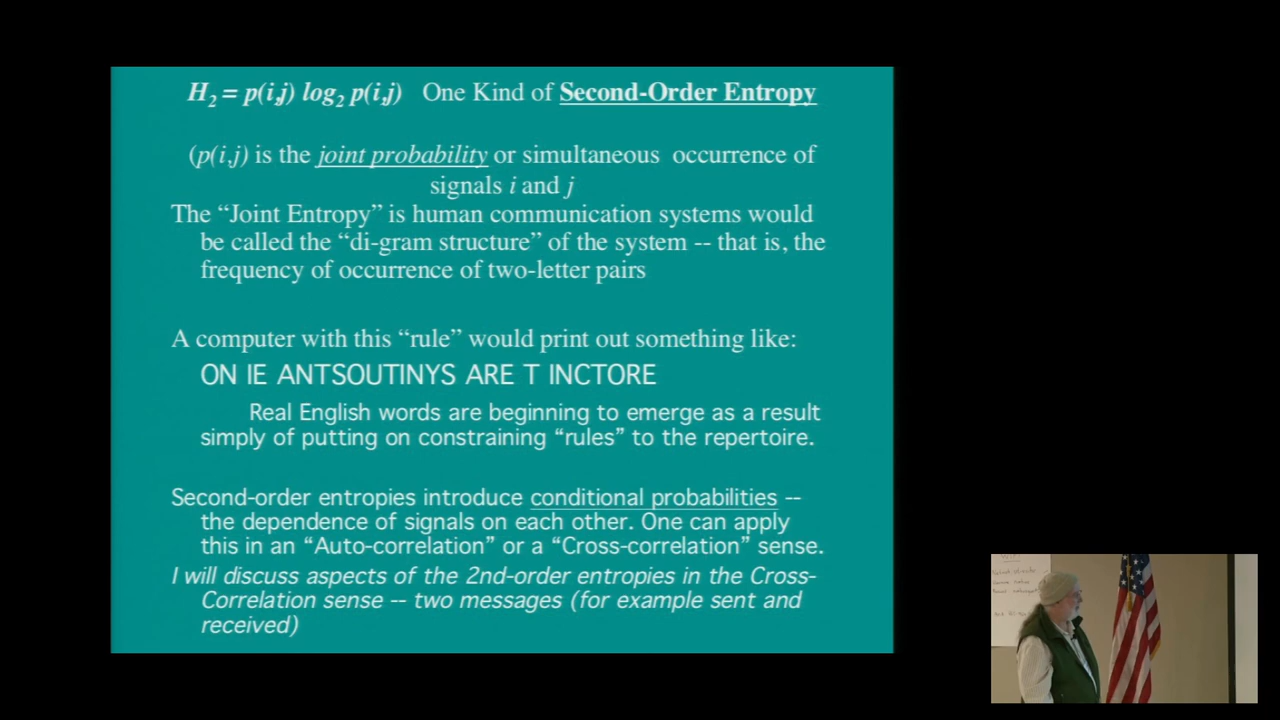 H₂ = p(i,j) log₂ p(i,j) One Kind of Second-Order Entropy
(p(i,j) is the joint probability or simultaneous occurrence of
signals i and j
The “Joint Entropy” is human communication systems would
be called the “di-gram structure” of the system -- that is, the
frequency of occurrence of two-letter pairs
A computer with this “rule” would print out something like:
ON IE ANTSOUTINYS ARE T INCTORE
Real English words are beginning to emerge as a result
simply of putting on constraining “rules” to the repertoire.
Second-order entropies introduce conditional probabilities --
the dependence of signals on each other. One can apply
this in an “Auto-correlation” or a “Cross-correlation” sense.
I will discuss aspects of the 2nd-order entropies in the Cross-
Correlation sense -- two messages (for example sent and
received)